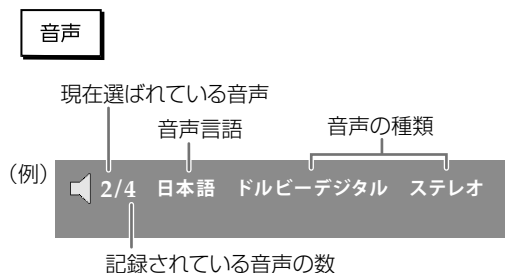 音声
現在選ばれている音声
音声言語
音声の種類
（例）
2/4 日本語 ドルビーデジタル ステレオ
記録されている音声の数